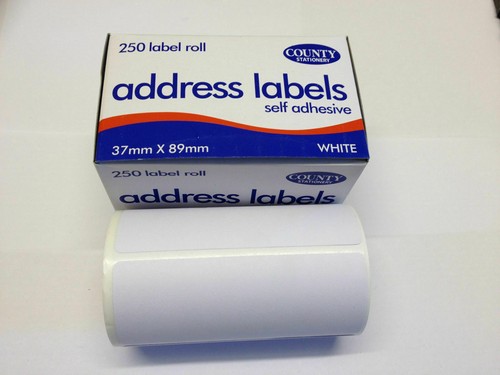 250 label roll
COUNTY
STATIONERY
address labels
self adhesive
37mm X 89mm
WHITE
250 label roll
COUNTY
STATIONERY
address labels